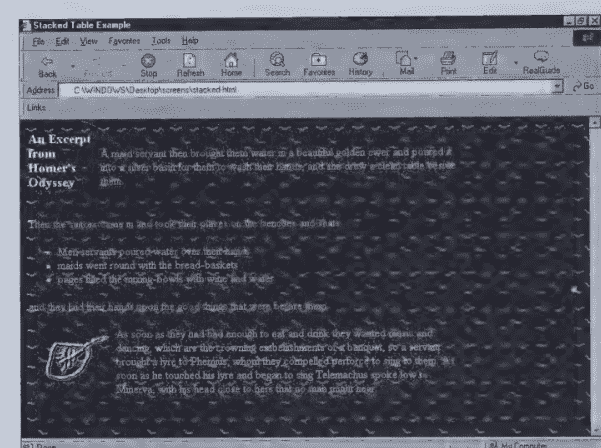 Stacked Table Example
File Edit View Favorites Tools Help
Back Stop Refresh Home Search Favorites History Mail Print Edit RealGuide
Address C:\WINDOWS\Desktop\screens\stacked.html Go
Links
An Excerpt
from
Homer's
Odyssey
A maid servant then brought them water in a beautiful golden ewer and poured it
into a silver basin for them to wash their hands, and she drew a clean table beside
them.
Then the suitors came in and took their places on the benches and seats.
Men servants poured water over their hands
maids went round with the bread-baskets
pages filled the mixing-bowls with wine and water
and they laid their hands upon the good things that were before them.
As soon as they had had enough to eat and drink they wanted music and
dancing, which are the crowning embellishments of a banquet, so a servant
brought a lyre to Phemius, whom they compelled perforce to sing to them. As
soon as he touched his lyre and began to sing Telemachus spoke low to
Minerva, with his head close to hers that no man might hear.
Done My Computer